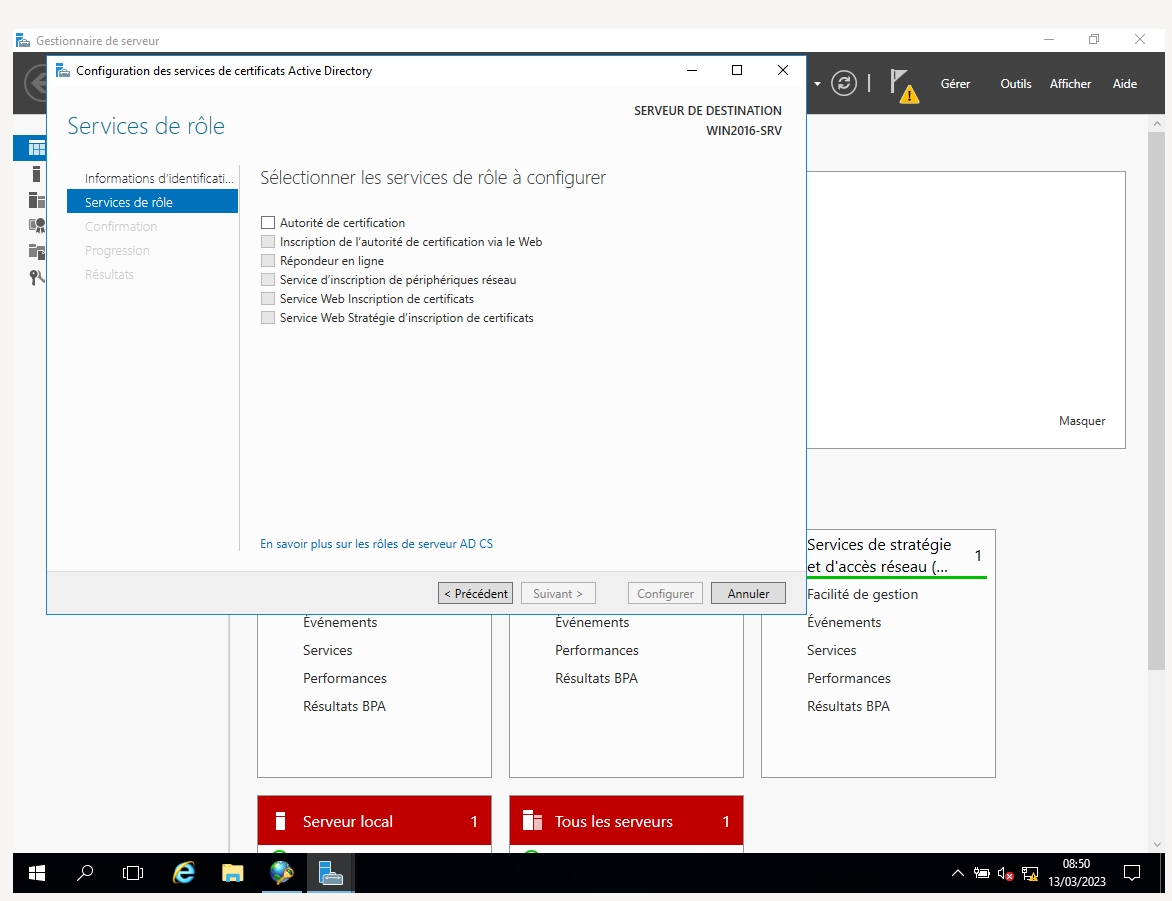 Gestionnaire de serveur
Configuration des services de certificats Active Directory
Gérer
Outils
Afficher
Aide
Services de rôle
SERVEUR DE DESTINATION
WIN2016-SRV
Informations d'identificati...
Services de rôle
Confirmation
Progression
Résultats
Sélectionner les services de rôle à configurer
Autorité de certification
Inscription de l'autorité de certification via le Web
Répondeur en ligne
Service d'inscription de périphériques réseau
Service Web Inscription de certificats
Service Web Stratégie d'inscription de certificats
En savoir plus sur les rôles de serveur AD CS
< Précédent
Suivant >
Configurer
Annuler
Masquer
Événements
Services
Performances
Résultats BPA
Événements
Performances
Résultats BPA
Services de stratégie
et d'accès réseau (...
1
Facilité de gestion
Événements
Services
Performances
Résultats BPA
Serveur local
1
Tous les serveurs
1
08:50
13/03/2023